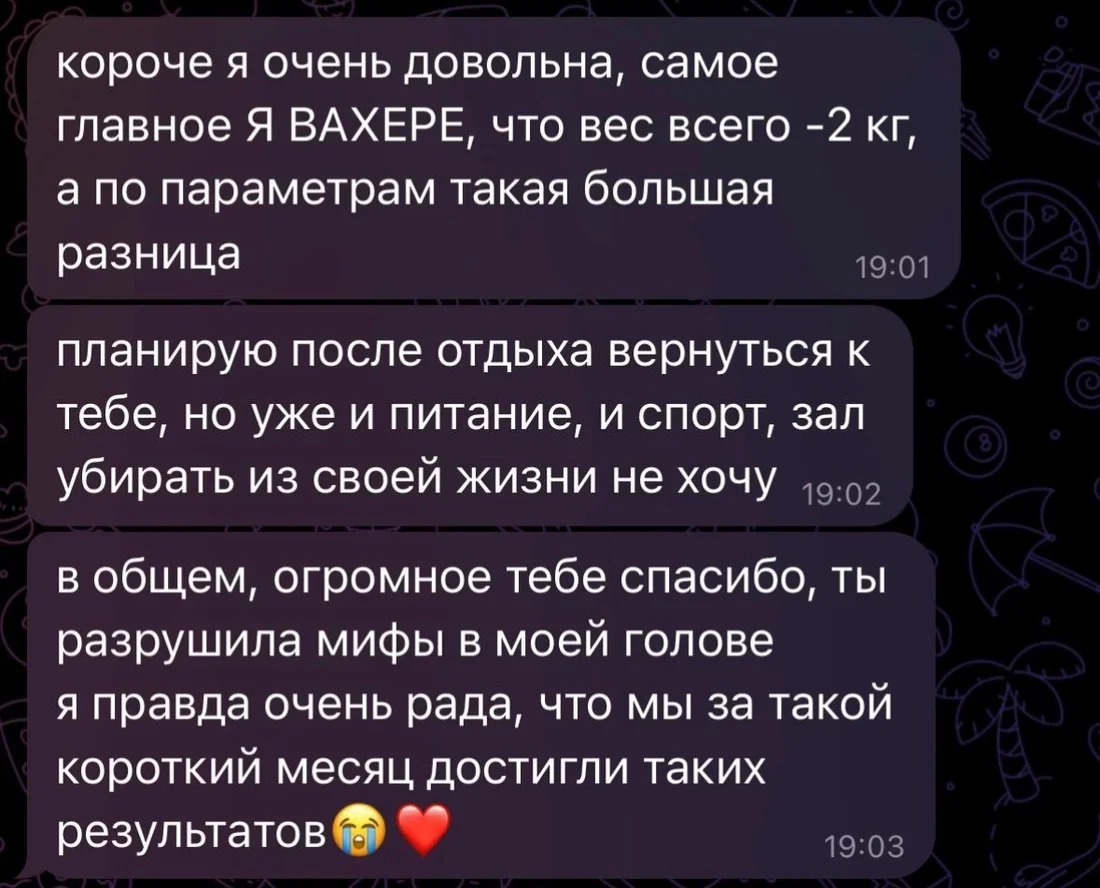 короче я очень довольна, самое
главное Я ВАХЕРЕ, что вес всего -2 кг,
а по параметрам такая большая
разница
19:01
планирую после отдыха вернуться к
тебе, но уже и питание, и спорт, зал
убирать из своей жизни не хочу
19:02
в общем, огромное тебе спасибо, ты
разрушила мифы в моей голове
я правда очень рада, что мы за такой
короткий месяц достигли таких
результатов😭❤️
19:03